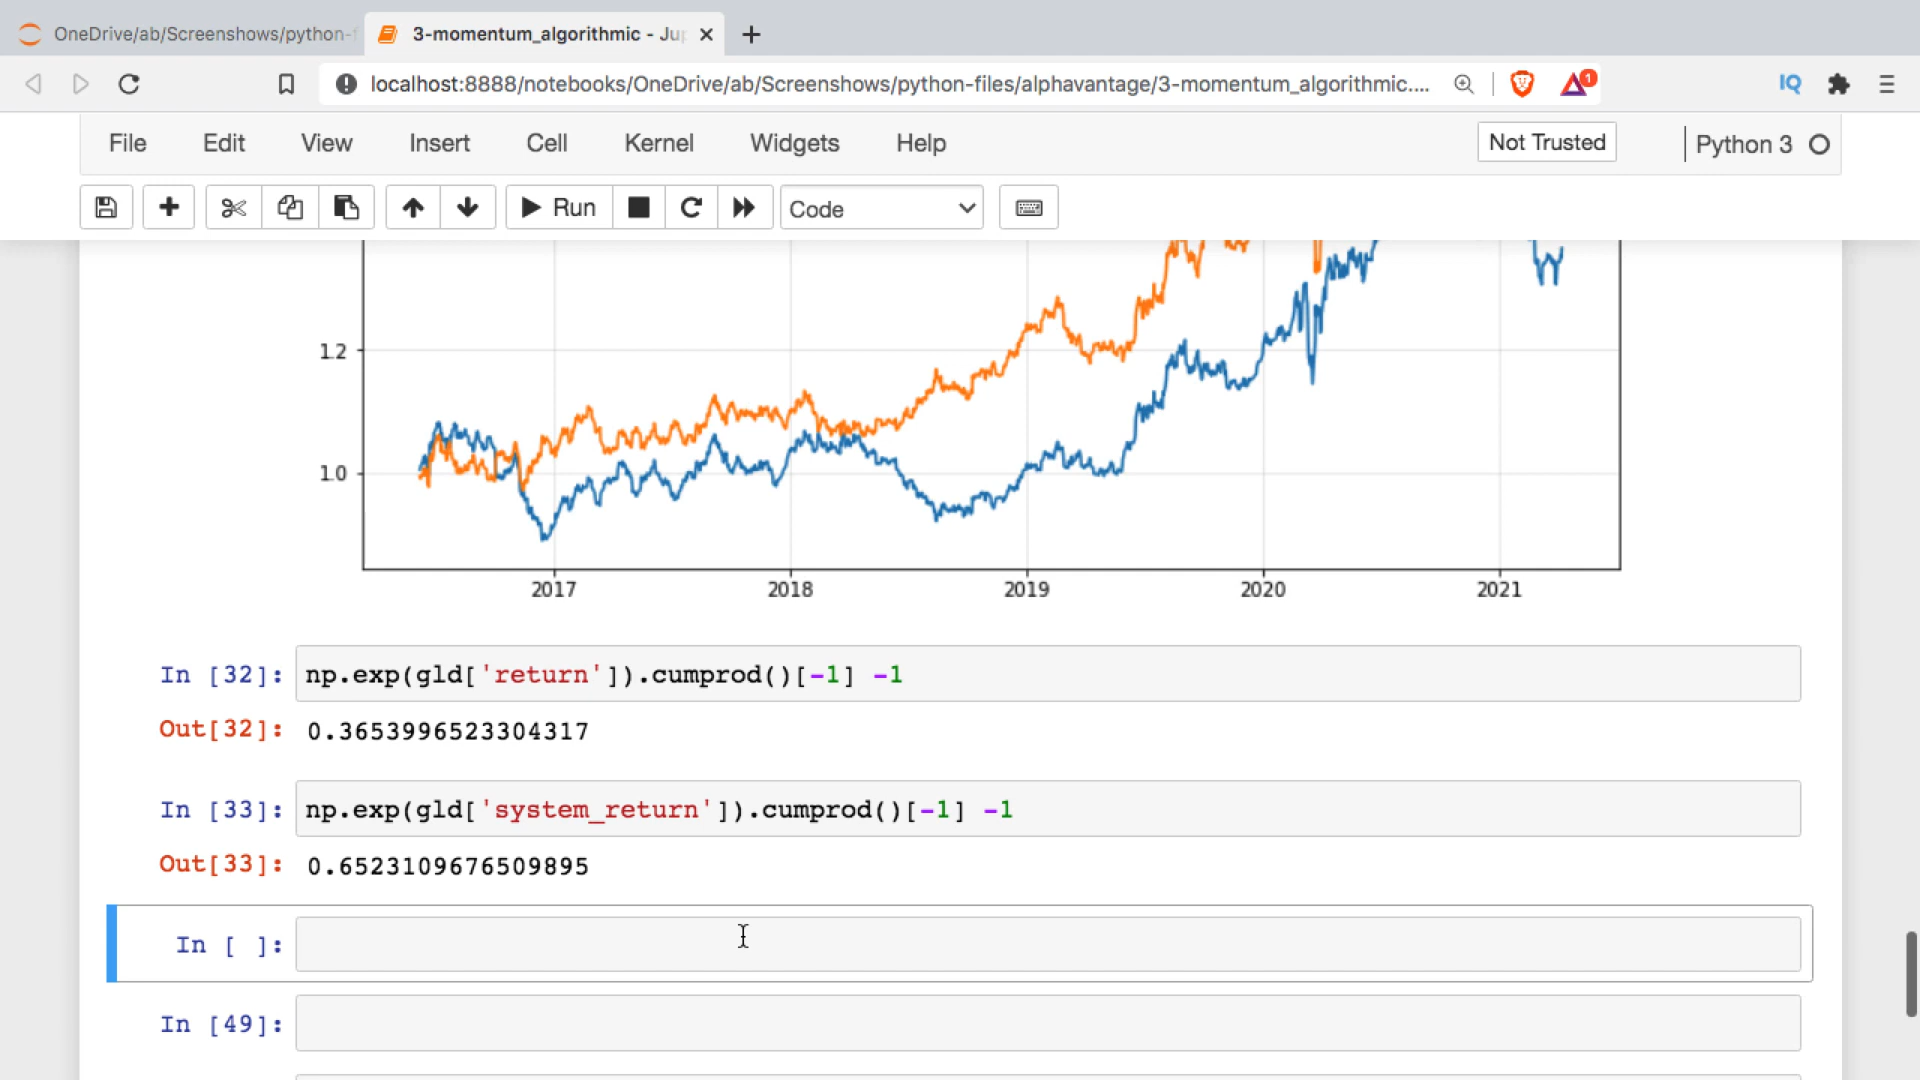 OneDrive/ab/Screenshows/python-f
3-momentum_algorithmic - Jup
localhost:8888/notebooks/OneDrive/ab/Screenshows/python-files/alphavantage/3-momentum_algorithmic....
1
IQ
File Edit View Insert Cell Kernel Widgets Help
Not Trusted
Python 3
Run
Code
1.2
1.0
2017 2018 2019 2020 2021
In [32]: np.exp(gld['return']).cumprod()[-1] -1
Out[32]: 0.3653996523304317
In [33]: np.exp(gld['system_return']).cumprod()[-1] -1
Out[33]: 0.6523109676509895
In [ ]:
In [49]: